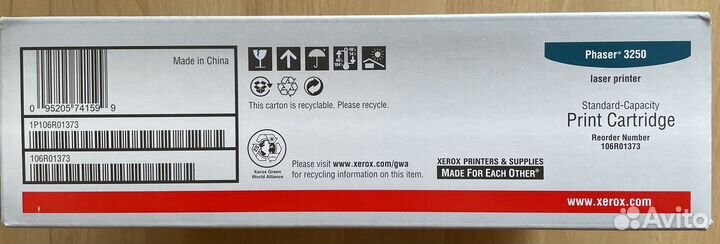 Made in China
0 95205 74159 9
1P106R01373
106R01373
This carton is recyclable. Please recycle.
Xerox Green
World Alliance
Please visit www.xerox.com/gwa
for recycling information on this item.
XEROX PRINTERS & SUPPLIES
MADE FOR EACH OTHER®
Phaser® 3250
laser printer
Standard-Capacity
Print Cartridge
Reorder Number
106R01373
www.xerox.com
Avito